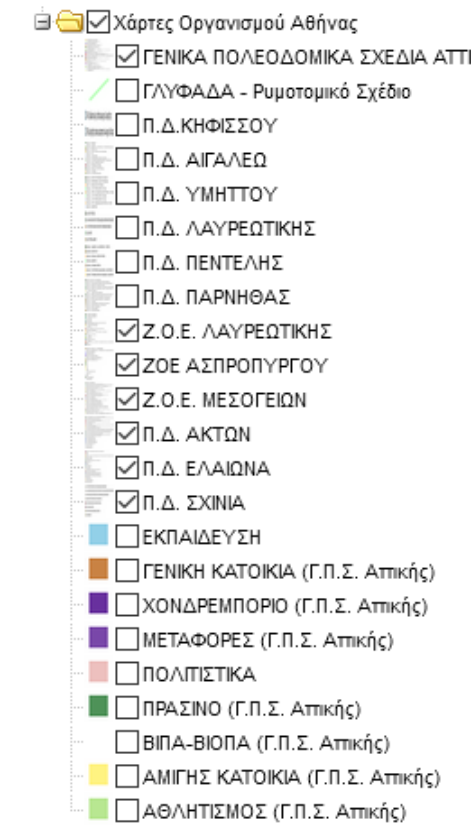 Χάρτες Οργανισμού Αθήνας
ΓΕΝΙΚΑ ΠΟΛΕΟΔΟΜΙΚΑ ΣΧΕΔΙΑ ΑΤΤΙ
ΓΛΥΦΑΔΑ - Ρυμοτομικό Σχέδιο
Π.Δ.ΚΗΦΙΣΣΟΥ
Π.Δ. ΑΙΓΑΛΕΩ
Π.Δ. ΥΜΗΤΤΟΥ
Π.Δ. ΛΑΥΡΕΩΤΙΚΗΣ
Π.Δ. ΠΕΝΤΕΛΗΣ
Π.Δ. ΠΑΡΝΗΘΑΣ
Ζ.Ο.Ε. ΛΑΥΡΕΩΤΙΚΗΣ
ΖΟΕ ΑΣΠΡΟΠΥΡΓΟΥ
Ζ.Ο.Ε. ΜΕΣΟΓΕΙΩΝ
Π.Δ. ΑΚΤΩΝ
Π.Δ. ΕΛΑΙΩΝΑ
Π.Δ. ΣΧΙΝΙΑ
ΕΚΠΑΙΔΕΥΣΗ
ΓΕΝΙΚΗ ΚΑΤΟΙΚΙΑ (Γ.Π.Σ. Αττικής)
ΧΟΝΔΡΕΜΠΟΡΙΟ (Γ.Π.Σ. Αττικής)
ΜΕΤΑΦΟΡΕΣ (Γ.Π.Σ. Αττικής)
ΠΟΛΙΤΙΣΤΙΚΑ
ΠΡΑΣΙΝΟ (Γ.Π.Σ. Αττικής)
ΒΙΠΑ-ΒΙΟΠΑ (Γ.Π.Σ. Αττικής)
ΑΜΙΓΗΣ ΚΑΤΟΙΚΙΑ (Γ.Π.Σ. Αττικής)
ΑΘΛΗΤΙΣΜΟΣ (Γ.Π.Σ. Αττικής)